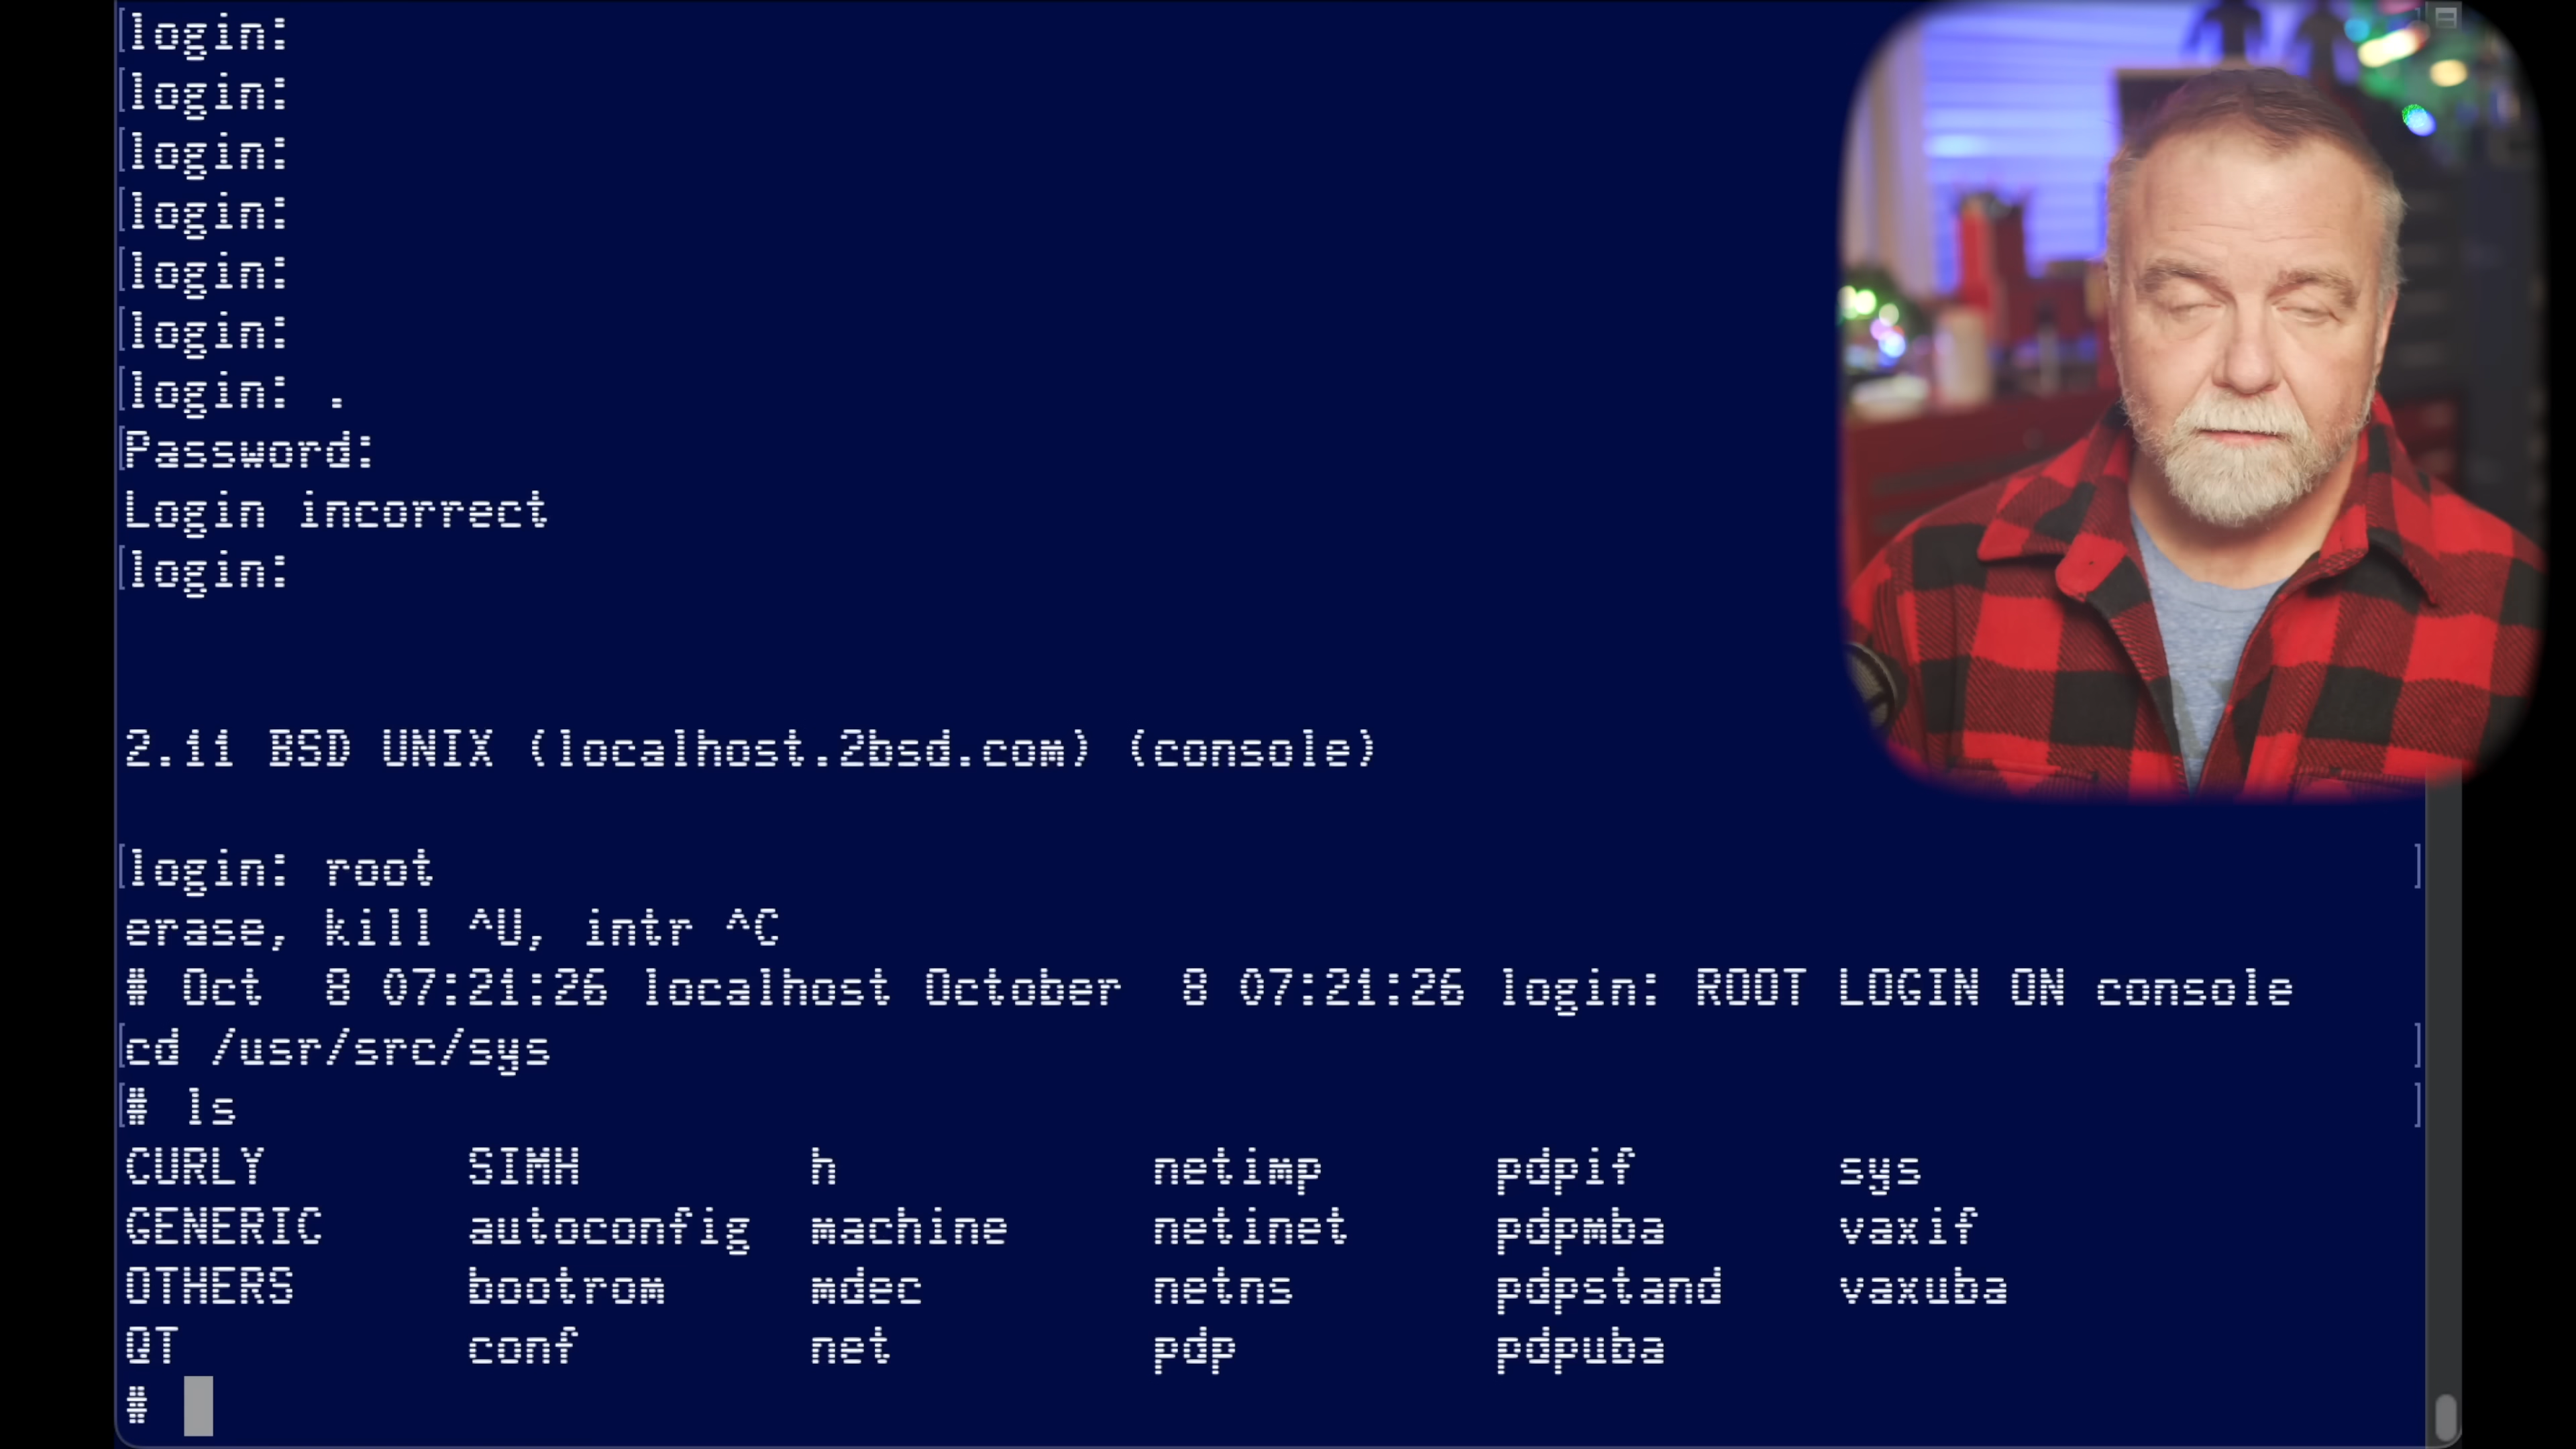 [login:
[login:
[login:
[login:
[login:
[login:
[login: .
[Password:
Login incorrect
[login:
2.11 BSD UNIX (localhost.2bsd.com) (console)
[login: root ]
erase, kill ^U, intr ^C
# Oct  8 07:21:26 localhost October  8 07:21:26 login: ROOT LOGIN ON console
[cd /usr/src/sys ]
[# ls ]
CURLY SIMH h netimp pdpif sys
GENERIC autoconfig machine netinet pdpmba vaxif
OTHERS bootrom mdec netns pdpstand vaxuba
QT conf net pdp pdpuba
#